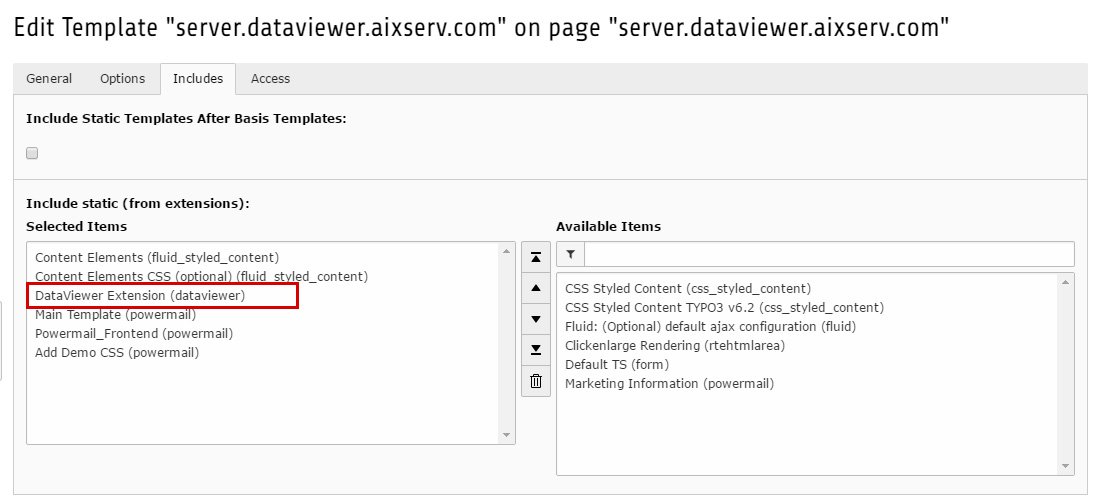 Edit Template "server.dataviewer.aixserv.com" on page "server.dataviewer.aixserv.com"
General Options Includes Access
Include Static Templates After Basis Templates:
Include static (from extensions):
Selected Items
Content Elements (fluid_styled_content)
Content Elements CSS (optional) (fluid_styled_content)
DataViewer Extension (dataviewer)
Main Template (powermail)
Powermail_Frontend (powermail)
Add Demo CSS (powermail)
Available Items
CSS Styled Content (css_styled_content)
CSS Styled Content TYPO3 v6.2 (css_styled_content)
Fluid: (Optional) default ajax configuration (fluid)
Clickenlarge Rendering (rtehtmlarea)
Default TS (form)
Marketing Information (powermail)